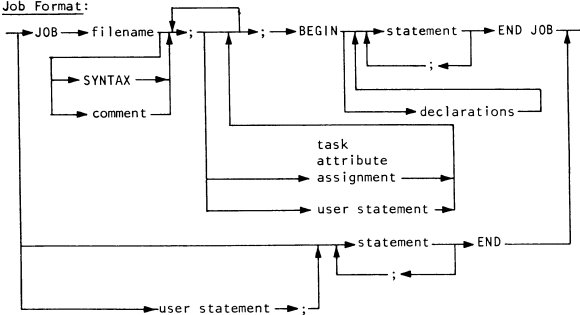 Job Format:
JOB filename ; ; BEGIN statement END JOB
;
SYNTAX
declarations
comment
task
attribute
assignment
user statement
statement END
;
user statement ;